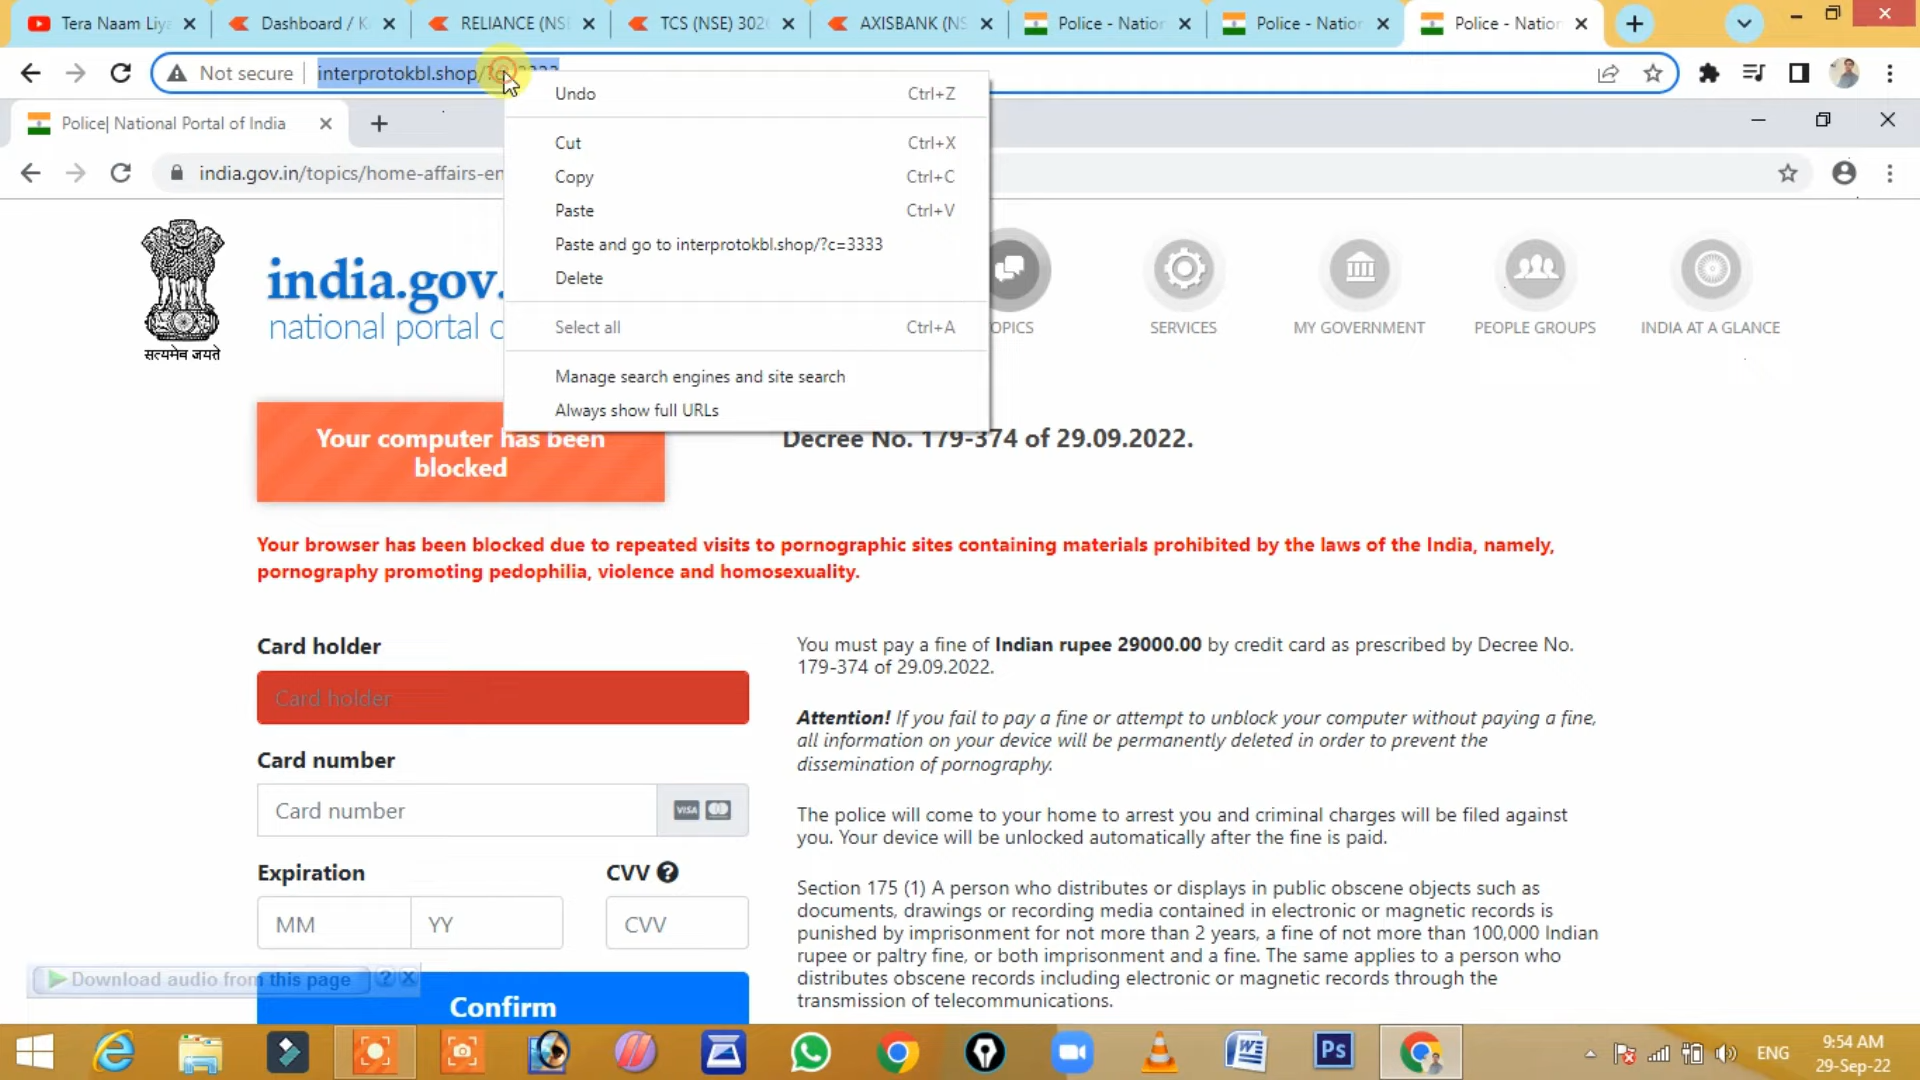 Tera Naam Liya
Dashboard / K
RELIANCE (NSE
TCS (NSE) 302
AXISBANK (NS
Police - Nation
Police - Nation
Police - Nation
Not secure
interprotokbl.shop/?c=3333
Undo Ctrl+Z
Cut Ctrl+X
Copy Ctrl+C
Paste Ctrl+V
Paste and go to interprotokbl.shop/?c=3333
Delete
Select all Ctrl+A
Manage search engines and site search
Always show full URLs
Police| National Portal of India
india.gov.in/topics/home-affairs-en
सत्यमेव जयते
india.gov.
national portal
OPICS
SERVICES
MY GOVERNMENT
PEOPLE GROUPS
INDIA AT A GLANCE
Your computer has been
blocked
Decree No. 179-374 of 29.09.2022.
Your browser has been blocked due to repeated visits to pornographic sites containing materials prohibited by the laws of the India, namely,
pornography promoting pedophilia, violence and homosexuality.
Card holder
Card holder
Card number
Card number
VISA
Expiration
CVV ?
MM
YY
CVV
Download audio from this page ?
Confirm
You must pay a fine of Indian rupee 29000.00 by credit card as prescribed by Decree No.
179-374 of 29.09.2022.
Attention! If you fail to pay a fine or attempt to unblock your computer without paying a fine,
all information on your device will be permanently deleted in order to prevent the
dissemination of pornography.
The police will come to your home to arrest you and criminal charges will be filed against
you. Your device will be unlocked automatically after the fine is paid.
Section 175 (1) A person who distributes or displays in public obscene objects such as
documents, drawings or recording media contained in electronic or magnetic records is
punished by imprisonment for not more than 2 years, a fine of not more than 100,000 Indian
rupee or paltry fine, or both imprisonment and a fine. The same applies to a person who
distributes obscene records including electronic or magnetic records through the
transmission of telecommunications.
Ps
ENG
9:54 AM
29-Sep-22